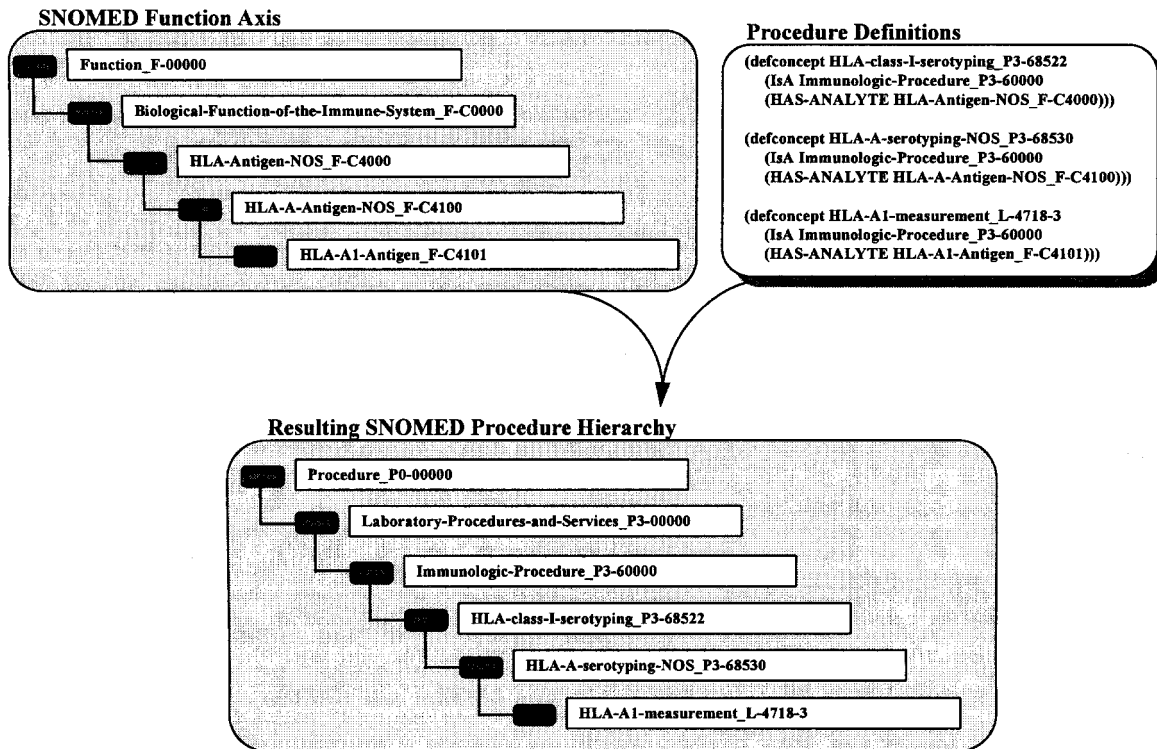 SNOMED Function Axis
Function_F-00000
Biological-Function-of-the-Immune-System_F-C0000
HLA-Antigen-NOS_F-C4000
HLA-A-Antigen-NOS_F-C4100
HLA-A1-Antigen_F-C4101
Procedure Definitions
(defconcept HLA-class-I-serotyping_P3-68522
(IsA Immunologic-Procedure_P3-60000
(HAS-ANALYTE HLA-Antigen-NOS_F-C4000)))
(defconcept HLA-A-serotyping-NOS_P3-68530
(IsA Immunologic-Procedure_P3-60000
(HAS-ANALYTE HLA-A-Antigen-NOS_F-C4100)))
(defconcept HLA-A1-measurement_L-4718-3
(IsA Immunologic-Procedure_P3-60000
(HAS-ANALYTE HLA-A1-Antigen_F-C4101)))
Resulting SNOMED Procedure Hierarchy
Procedure_P0-00000
Laboratory-Procedures-and-Services_P3-00000
Immunologic-Procedure_P3-60000
HLA-class-I-serotyping_P3-68522
HLA-A-serotyping-NOS_P3-68530
HLA-A1-measurement_L-4718-3